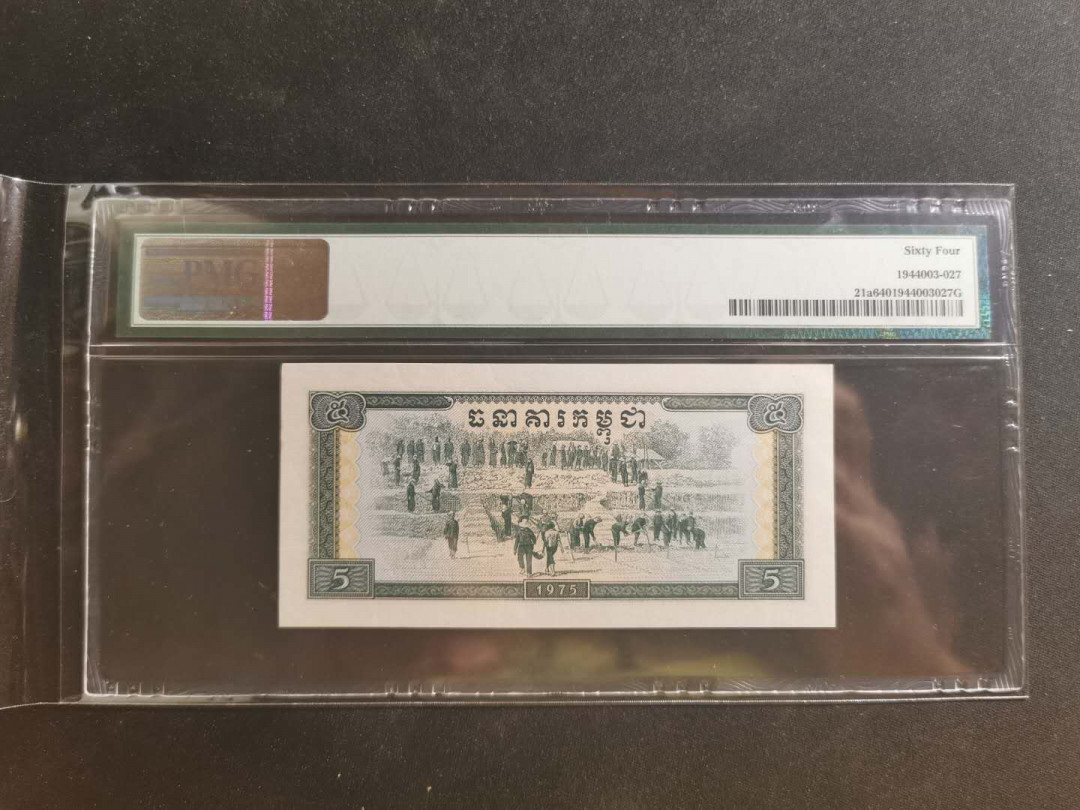 PMG
Sixty Four
1944003-027
21a6401944003027G
៥ ធនាគារកម្ពុជា ៥
5 1975 5